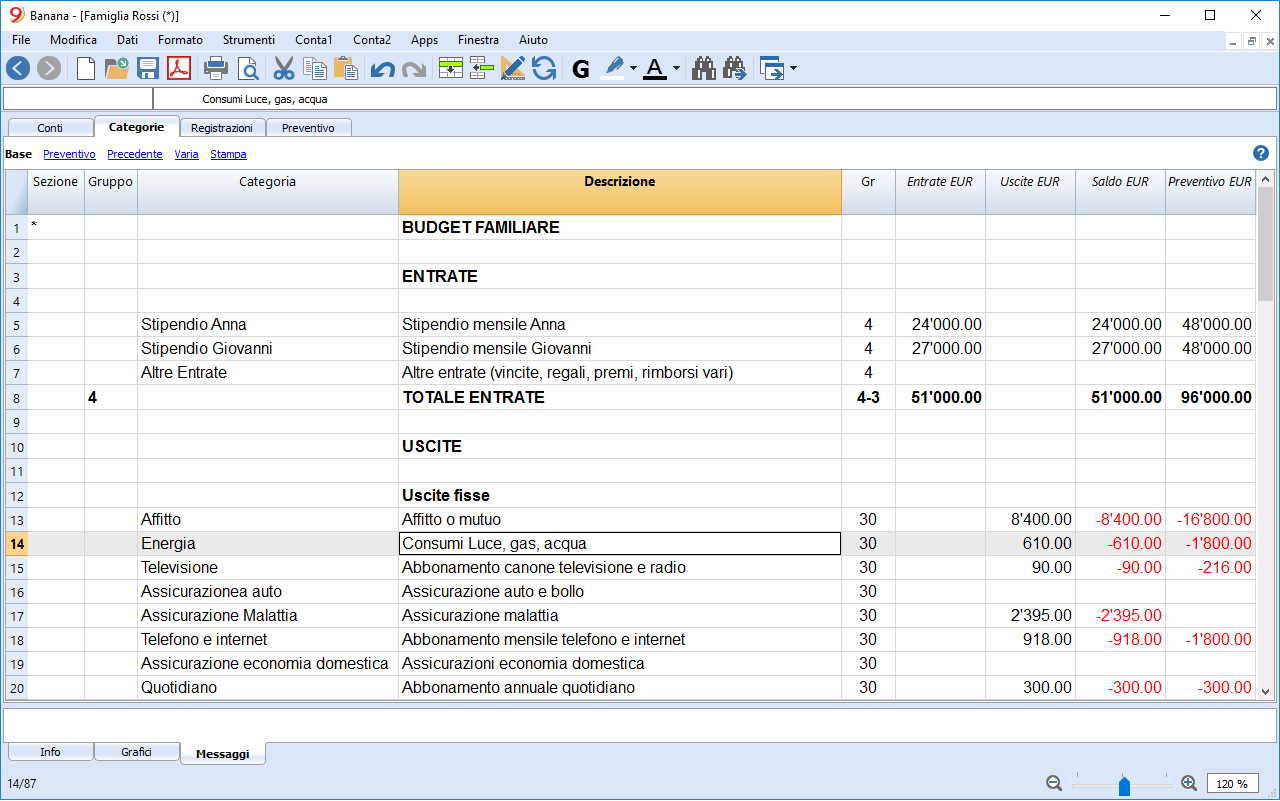 Banana - [Famiglia Rossi (*)]
File Modifica Dati Formato Strumenti Conta1 Conta2 Apps Finestra Aiuto
G A
Consumi Luce, gas, acqua
Conti Categorie Registrazioni Preventivo
Base Preventivo Precedente Varia Stampa
Sezione Gruppo Categoria Descrizione Gr Entrate EUR Uscite EUR Saldo EUR Preventivo EUR
1 * BUDGET FAMILIARE
2
3 ENTRATE
4
5 Stipendio Anna Stipendio mensile Anna 4 24'000.00 24'000.00 48'000.00
6 Stipendio Giovanni Stipendio mensile Giovanni 4 27'000.00 27'000.00 48'000.00
7 Altre Entrate Altre entrate (vincite, regali, premi, rimborsi vari) 4
8 4 TOTALE ENTRATE 4-3 51'000.00 51'000.00 96'000.00
9
10 USCITE
11
12 Uscite fisse
13 Affitto Affitto o mutuo 30 8'400.00 -8'400.00 -16'800.00
14 Energia Consumi Luce, gas, acqua 30 610.00 -610.00 -1'800.00
15 Televisione Abbonamento canone televisione e radio 30 90.00 -90.00 -216.00
16 Assicurazionea auto Assicurazione auto e bollo 30
17 Assicurazione Malattia Assicurazione malattia 30 2'395.00 -2'395.00
18 Telefono e internet Abbonamento mensile telefono e internet 30 918.00 -918.00 -1'800.00
19 Assicurazione economia domestica Assicurazioni economia domestica 30
20 Quotidiano Abbonamento annuale quotidiano 30 300.00 -300.00 -300.00
Info Grafici Messaggi
14/87 120 %